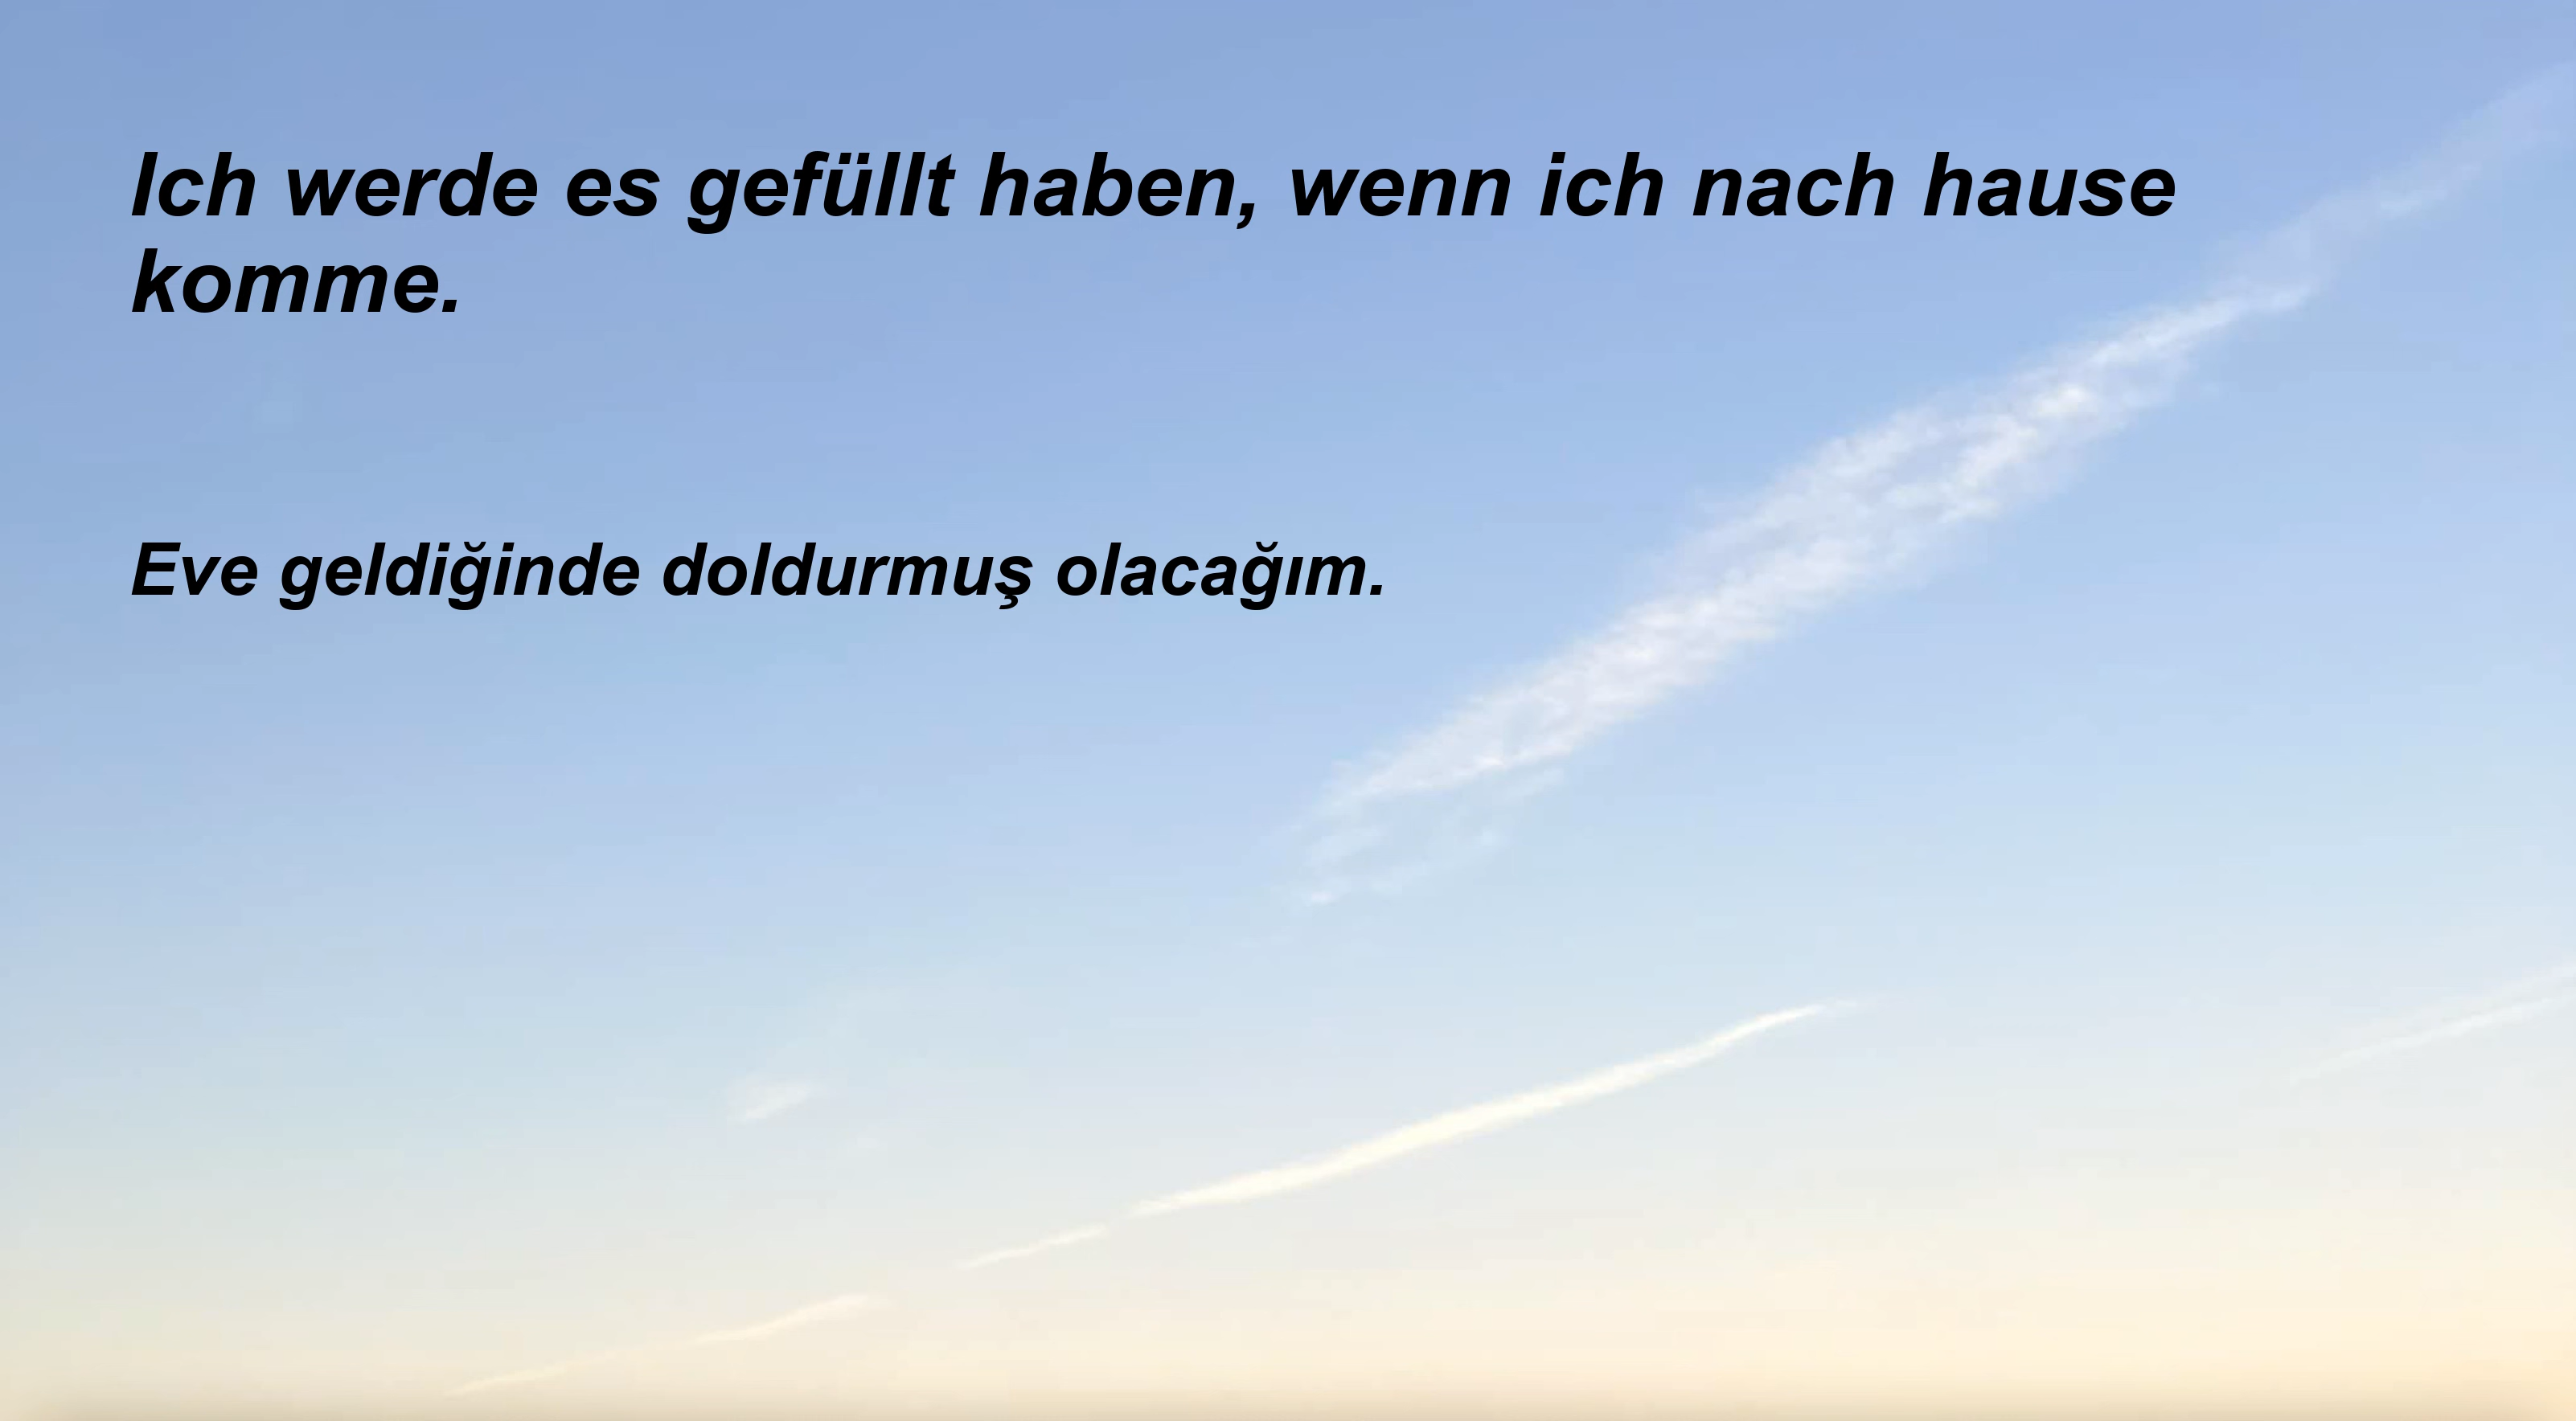 Ich werde es gefüllt haben, wenn ich nach hause
komme.
Eve geldiğinde doldurmuş olacağım.